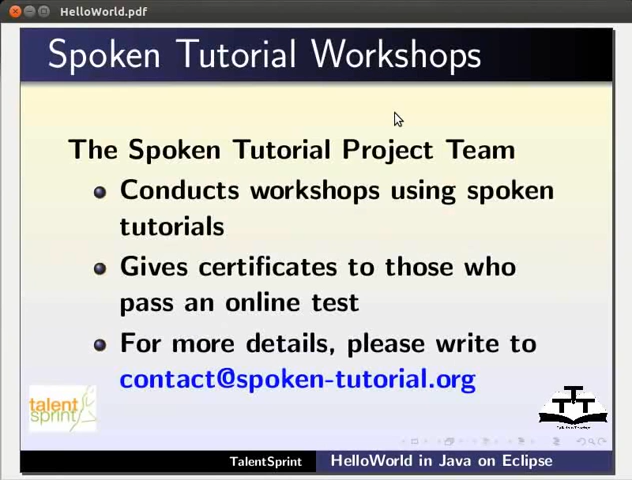 HelloWorld.pdf
Spoken Tutorial Workshops
The Spoken Tutorial Project Team
Conducts workshops using spoken
tutorials
Gives certificates to those who
pass an online test
For more details, please write to
contact@spoken-tutorial.org
talent
sprint
TalentSprint HelloWorld in Java on Eclipse